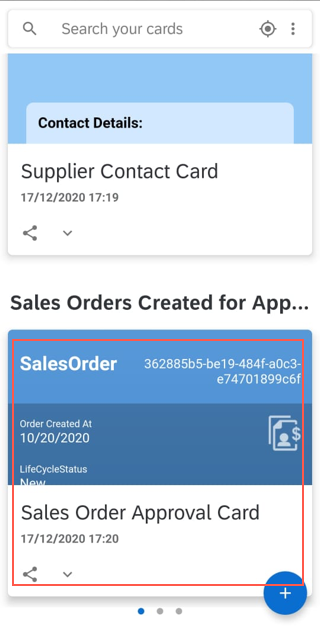 Search your cards
Contact Details:
Supplier Contact Card
17/12/2020 17:19
Sales Orders Created for App...
SalesOrder
362885b5-be19-484f-a0c3-
e74701899c6f
Order Created At
10/20/2020
LifeCycleStatus
New
Sales Order Approval Card
17/12/2020 17:20